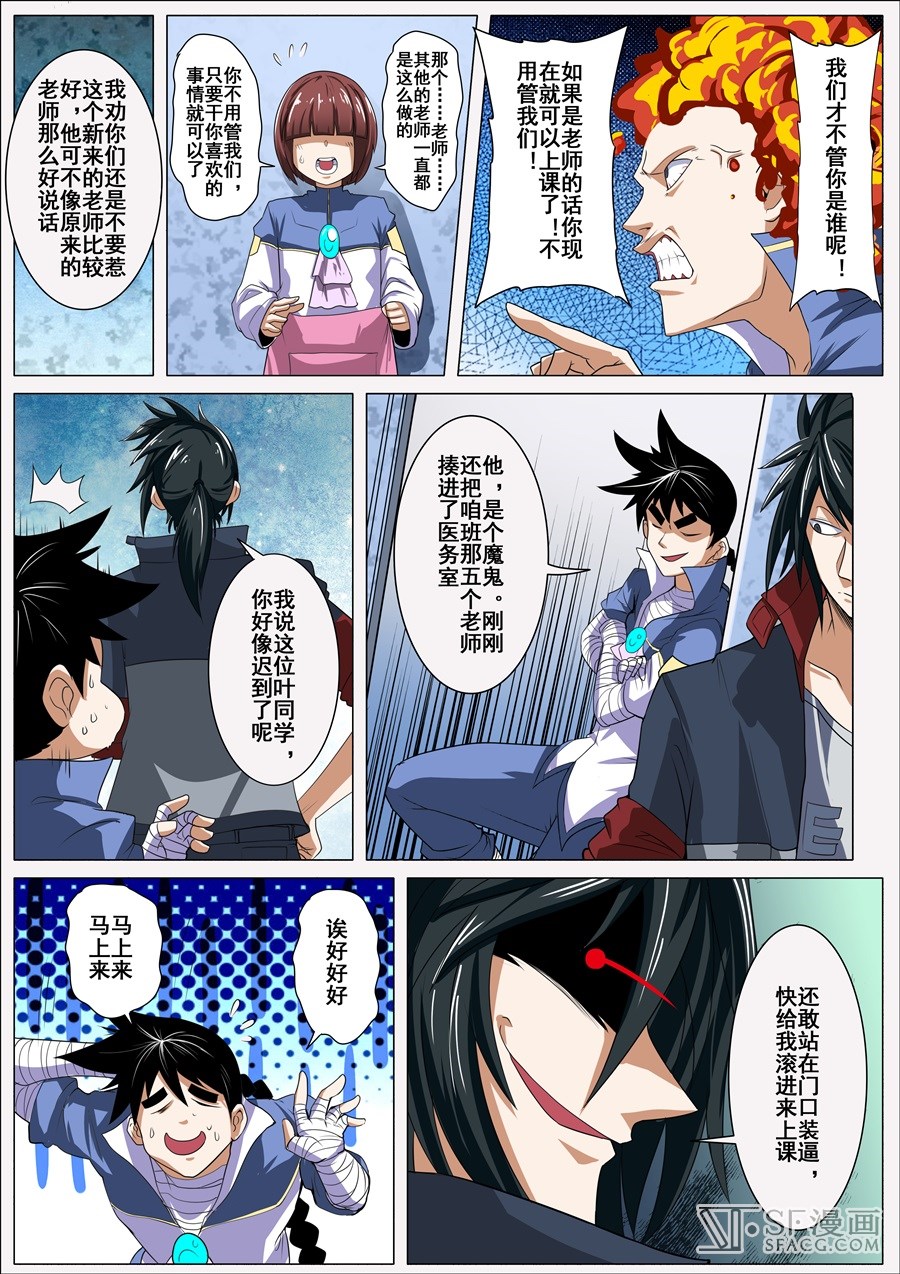 我们才不管你是谁呢！
如果是老师的话你现
在就可以上课了！不
用管我们！
那个……老师……
其他的老师一直都
是这么做的
你不用管我们，
只要干你喜欢的
事情就可以了
我劝你们还是不要惹
这个新来的老师比较
好，他可不像原来的
老师那么好说话
他，是个魔鬼。刚刚
还把咱班那五个老师
揍进了医务室
我说这位叶同学，
你好像迟到了呢
还敢站在门口装逼，
快给我滚进来上课
诶好好好
马上来
马上来
SF漫画
SFACG.COM